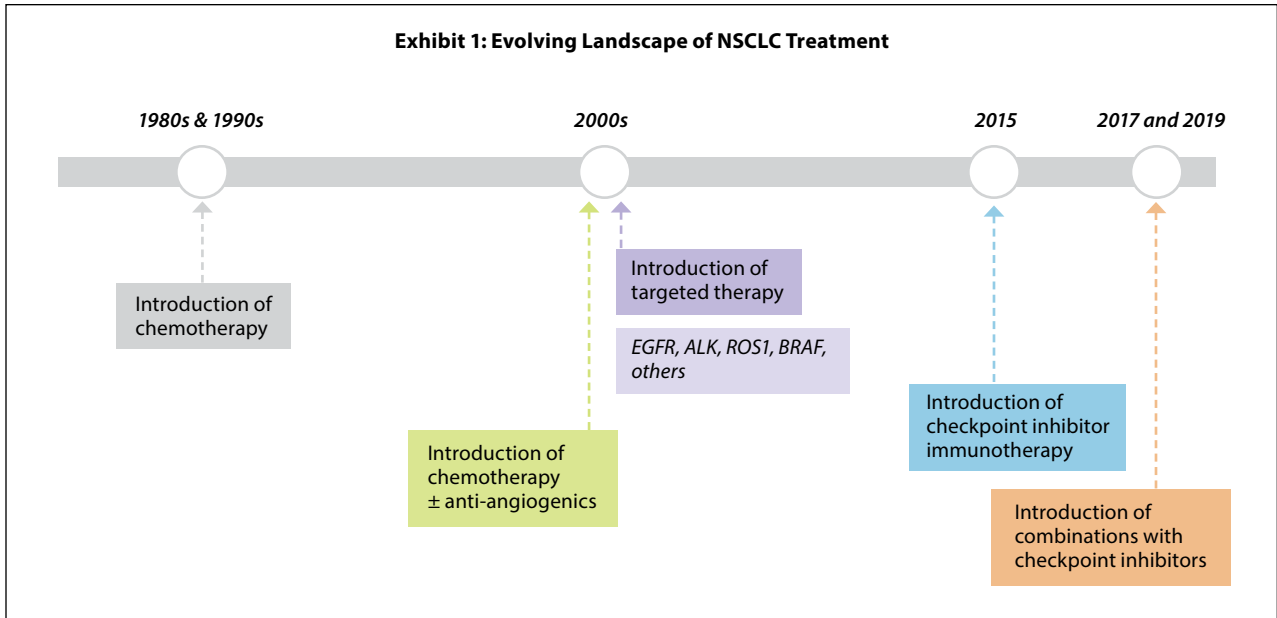 Exhibit 1: Evolving Landscape of NSCLC Treatment
1980s & 1990s
2000s
2015
2017 and 2019
Introduction of
chemotherapy
Introduction of
targeted therapy
EGFR, ALK, ROS1, BRAF,
others
Introduction of
chemotherapy
± anti-angiogenics
Introduction of
checkpoint inhibitor
immunotherapy
Introduction of
combinations with
checkpoint inhibitors